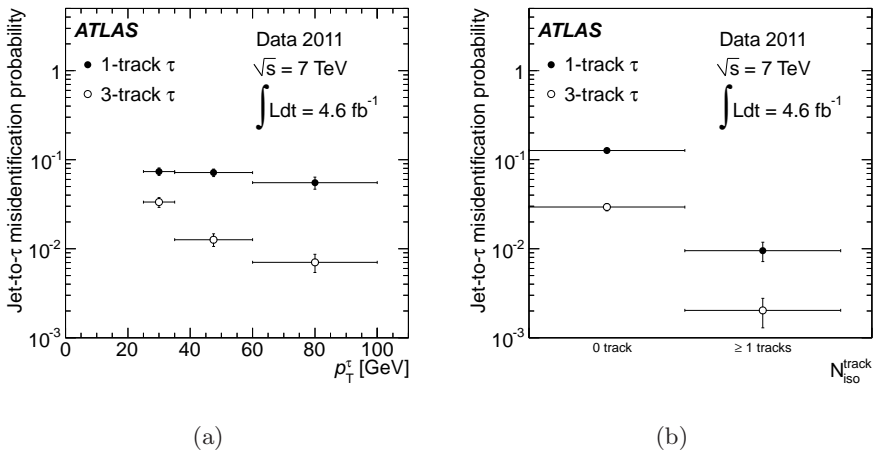 ATLAS
Data 2011
1-track τ
√s = 7 TeV
3-track τ
∫ Ldt = 4.6 fb⁻¹
Jet-to-τ misidentification probability
1
10⁻¹
10⁻²
10⁻³
0 20 40 60 80 100
p_T^τ [GeV]
(a)
ATLAS
Data 2011
1-track τ
√s = 7 TeV
3-track τ
∫ Ldt = 4.6 fb⁻¹
Jet-to-τ misidentification probability
1
10⁻¹
10⁻²
10⁻³
0 track ≥ 1 tracks
N_iso^track
(b)